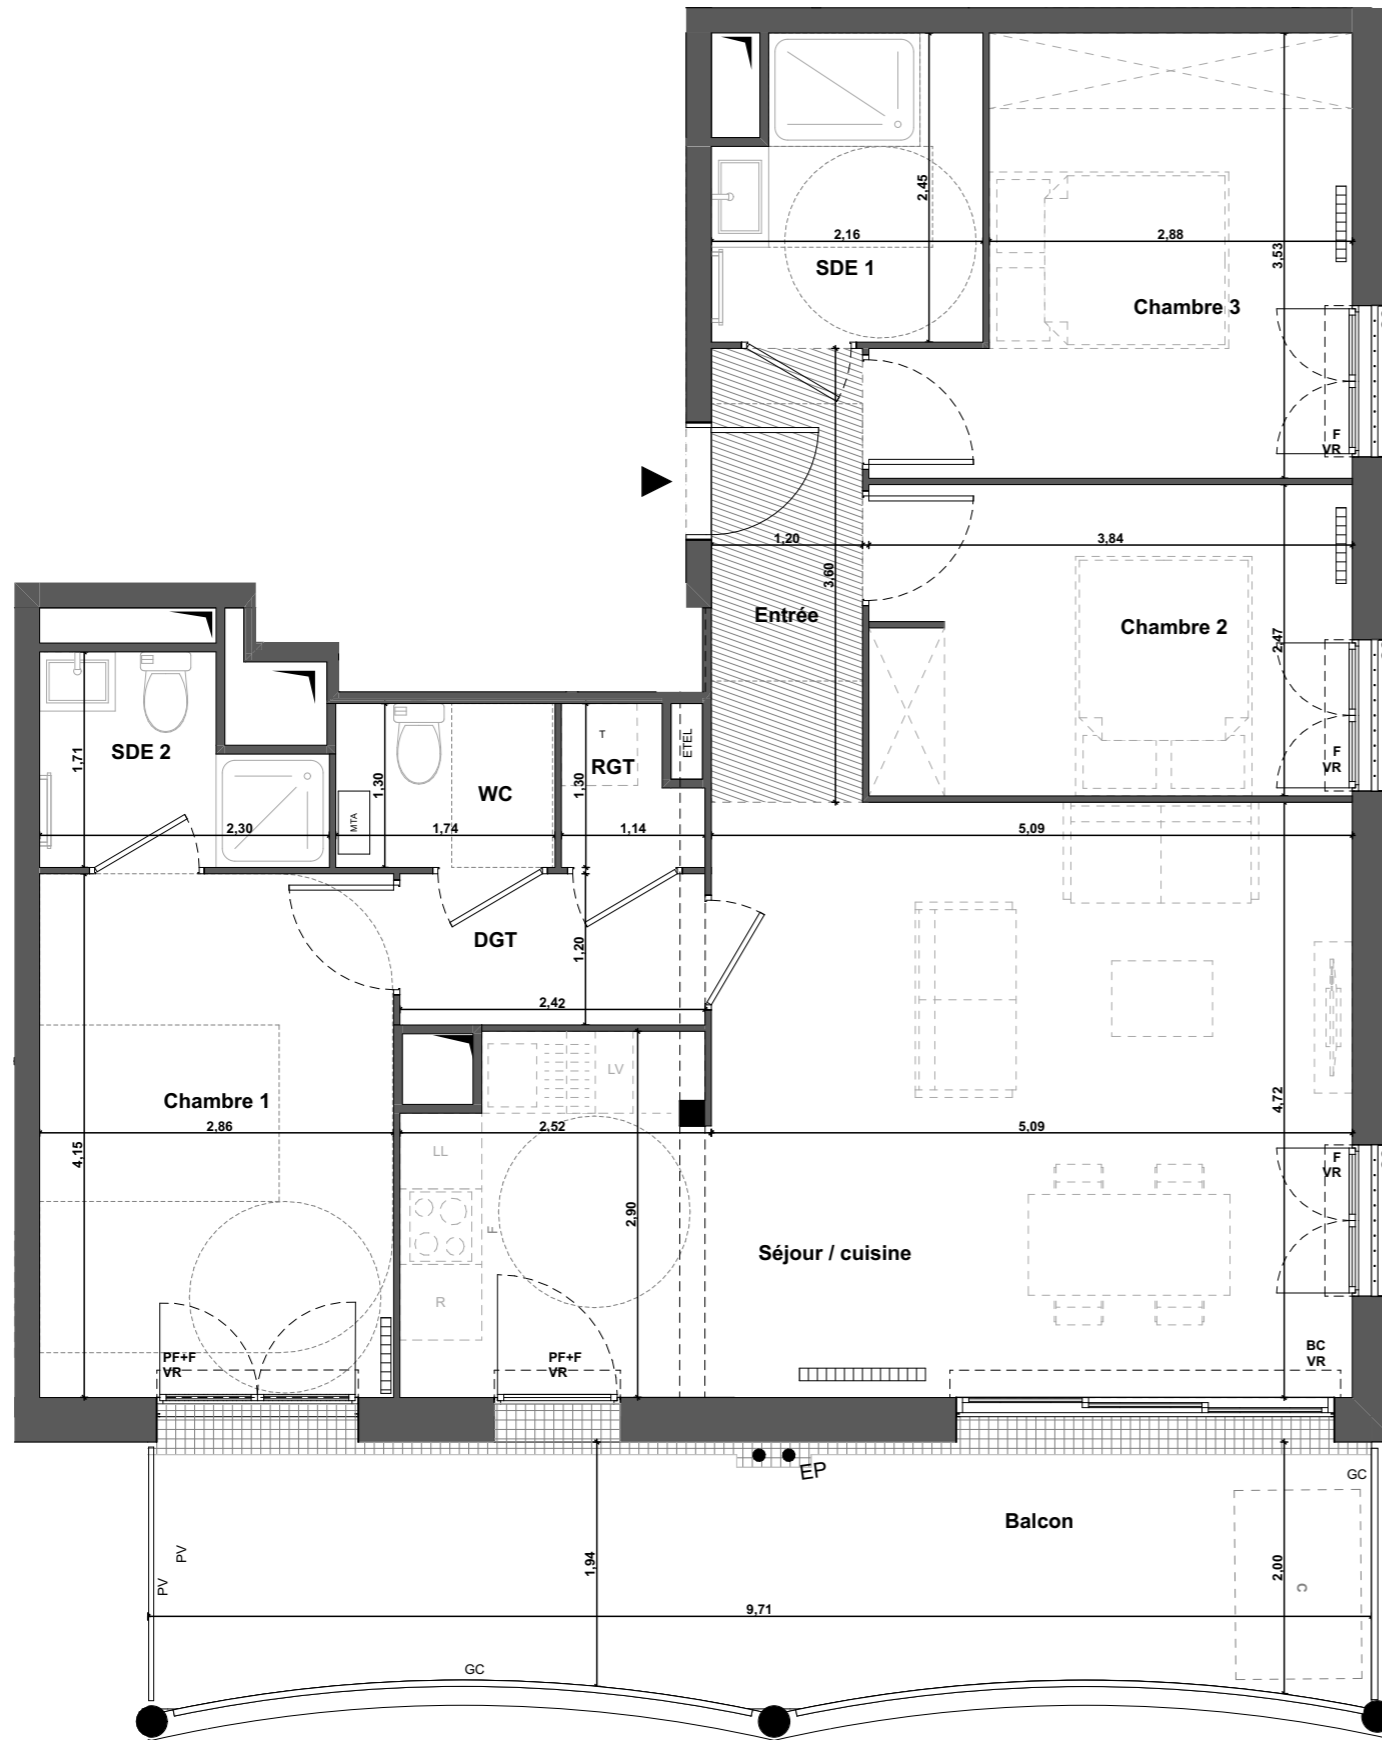 2,45
2,16
2,88
SDE 1
3,53
Chambre 3
F
VR
1,20
3,84
3,60
Entrée
Chambre 2
2,47
F
VR
1,71
SDE 2
2,30
MTA
1,30
WC
1,74
T
RGT
1,30
1,14
ETEL
5,09
DGT
1,20
2,42
LV
Chambre 1
2,86
4,15
2,52
5,09
4,72
LL
F
R
2,90
Séjour / cuisine
F
VR
PF+F
VR
PF+F
VR
BC
VR
EP
GC
Balcon
PV
PV
1,94
2,00
C
9,71
GC